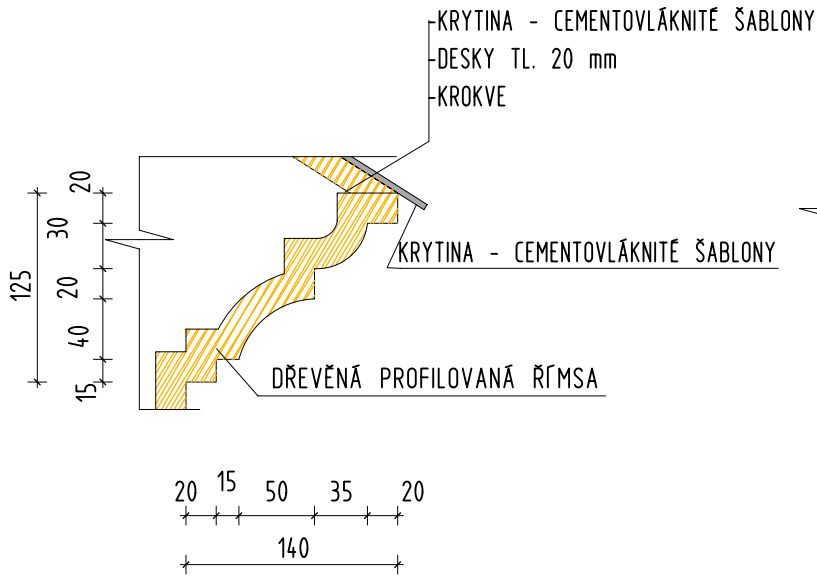 KRYTINA - CEMENTOVLÁKNITÉ ŠABLONY
DESKY TL. 20 mm
KROKVE
20
30
20
40
15
125
KRYTINA - CEMENTOVLÁKNITÉ ŠABLONY
DŘEVĚNÁ PROFILOVANÁ ŘÍMSA
20 15 50 35 20
140